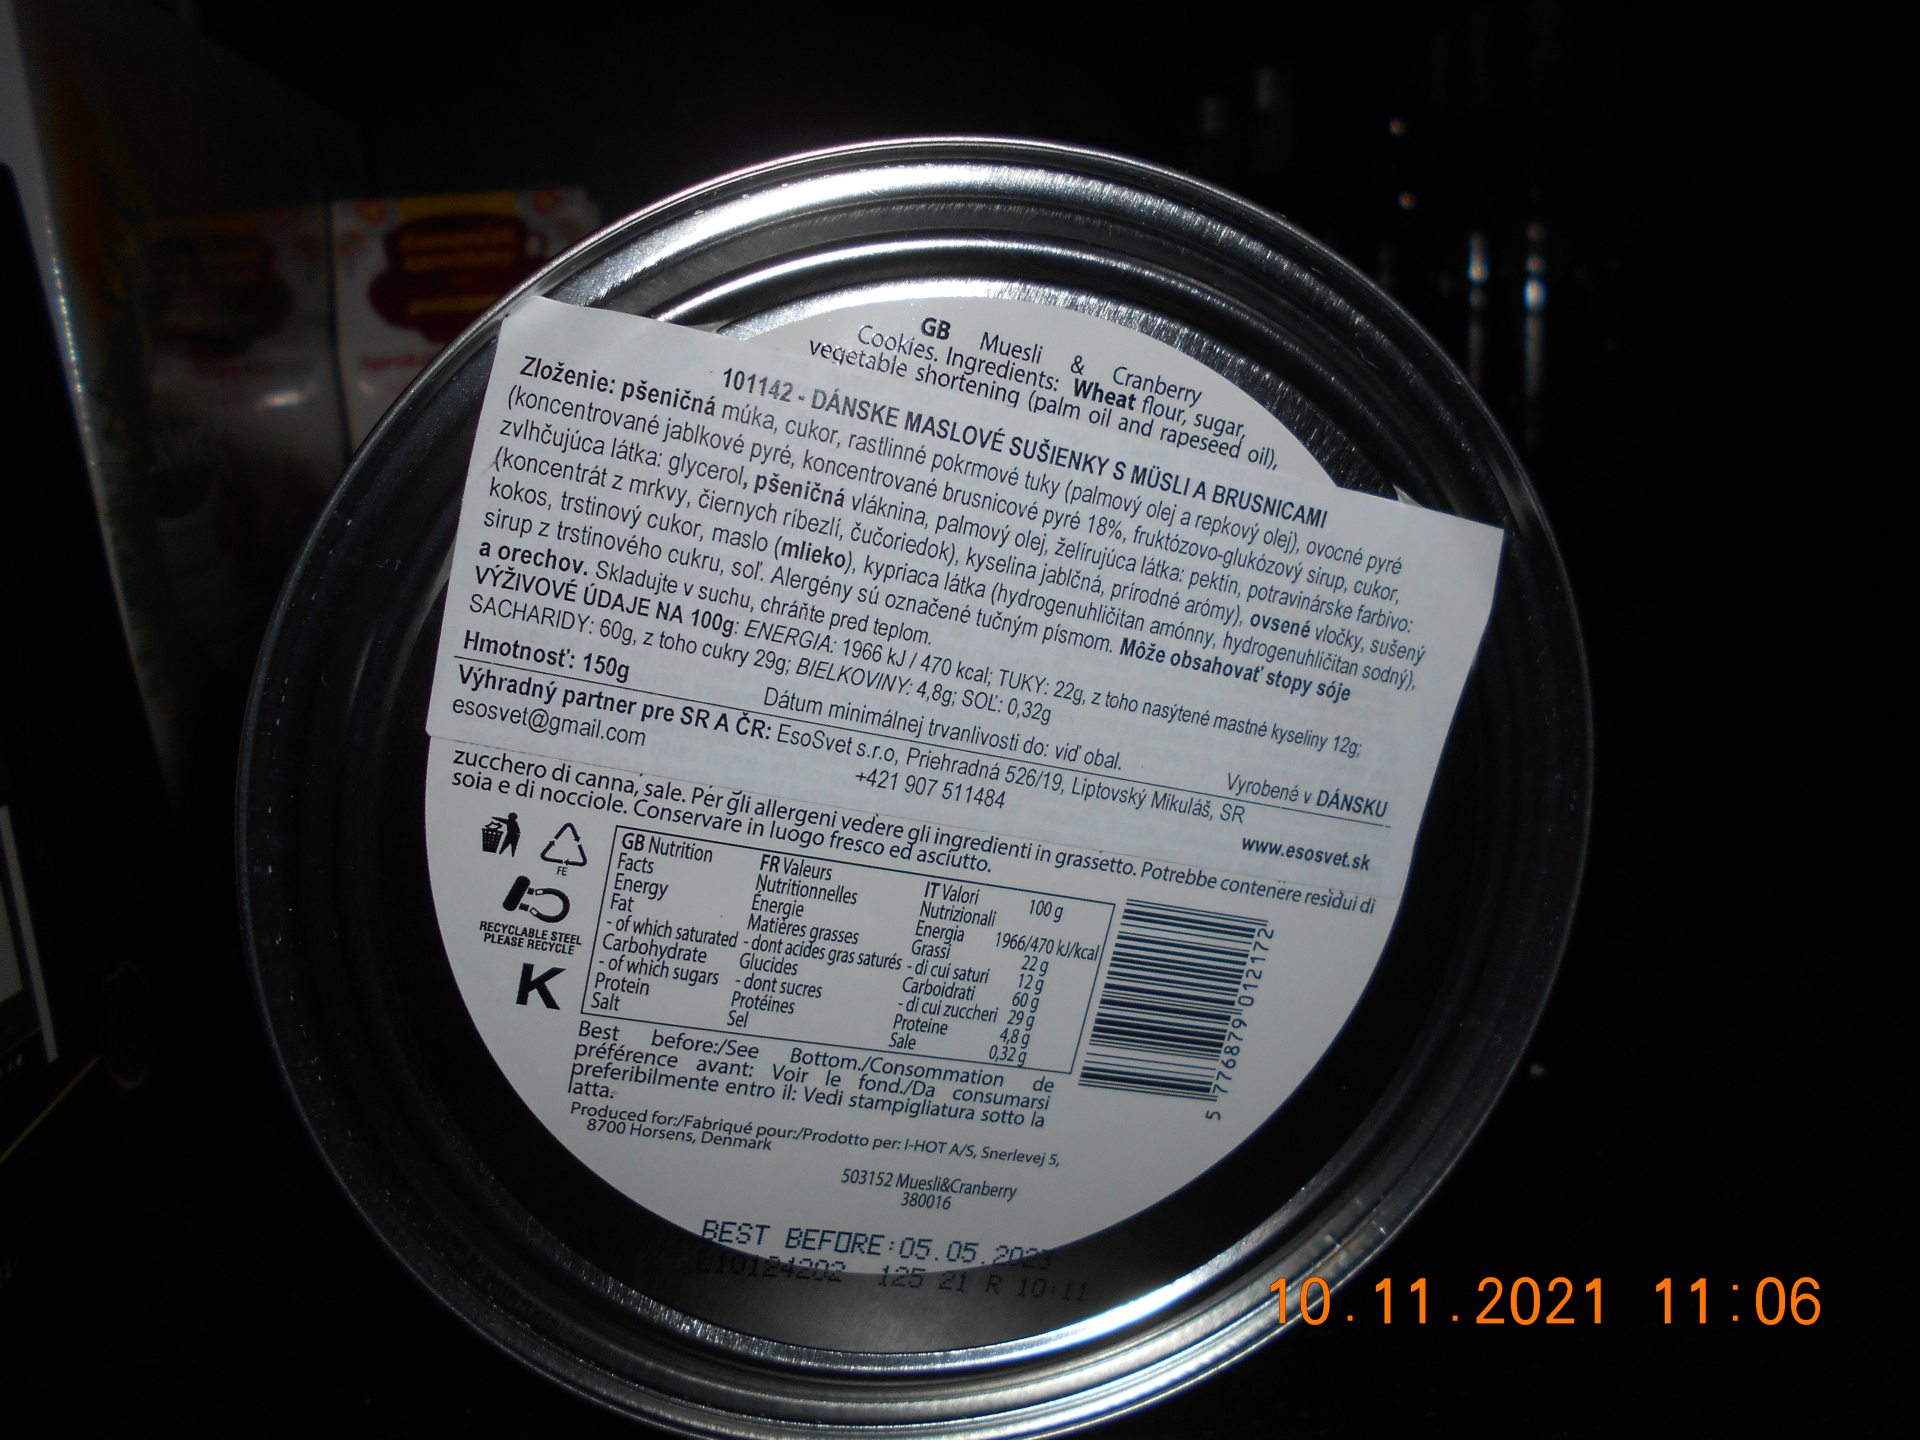 GB Muesli & Cranberry
Cookies. Ingredients: Wheat flour, sugar,
vegetable shortening (palm oil and rapeseed oil),
101142 - DÁNSKE MASLOVÉ SUŠIENKY S MÜSLI A BRUSNICAMI
Zloženie: pšeničná múka, cukor, rastlinné pokrmové tuky (palmový olej a repkový olej), ovocné pyré
(koncentrované jablkové pyré, koncentrované brusnicové pyré 18%, fruktózovo-glukózový sirup, cukor,
zvlhčujúca látka: glycerol, pšeničná vláknina, palmový olej, želírujúca látka: pektín, potravinárske farbivo:
(koncentrát z mrkvy, čiernych ríbezlí, čučoriedok), kyselina jablčná, prírodné arómy), ovsené vločky, sušený
kokos, trstinový cukor, maslo (mlieko), kypriaca látka (hydrogenuhličitan amónny, hydrogenuhličitan sodný),
sirup z trstinového cukru, soľ. Alergény sú označené tučným písmom. Môže obsahovať stopy sóje
a orechov. Skladujte v suchu, chráňte pred teplom.
VÝŽIVOVÉ ÚDAJE NA 100g: ENERGIA: 1966 kJ / 470 kcal; TUKY: 22g, z toho nasýtené mastné kyseliny 12g;
SACHARIDY: 60g, z toho cukry 29g; BIELKOVINY: 4,8g; SOĽ: 0,32g
Hmotnosť: 150g Dátum minimálnej trvanlivosti do: viď obal. Vyrobené v DÁNSKU
Výhradný partner pre SR A ČR: EsoSvet s.r.o, Priehradná 526/19, Liptovský Mikuláš, SR
esosvet@gmail.com +421 907 511484 www.esosvet.sk
zucchero di canna, sale. Per gli allergeni vedere gli ingredienti in grassetto. Potrebbe contenere residui di
soia e di nocciole. Conservare in luogo fresco ed asciutto.
FE
RECYCLABLE STEEL
PLEASE RECYCLE
K
GB Nutrition Facts FR Valeurs Nutritionnelles IT Valori Nutrizionali 100 g
Energy Énergie Energia 1966/470 kJ/kcal
Fat Matières grasses Grassi 22 g
- of which saturated - dont acides gras saturés - di cui saturi 12 g
Carbohydrate Glucides Carboidrati 60 g
- of which sugars - dont sucres - di cui zuccheri 29 g
Protein Protéines Proteine 4,8 g
Salt Sel Sale 0,32 g
5 776879 012172
Best before:/See Bottom./Consommation de
préférence avant: Voir le fond./Da consumarsi
preferibilmente entro il: Vedi stampigliatura sotto la
latta.
Produced for:/Fabriqué pour:/Prodotto per: I-HOT A/S, Snerlevej 5,
8700 Horsens, Denmark
503152 Muesli&Cranberry
380016
BEST BEFORE:05.05.2023
L10124202 125 21 R 10:11
10.11.2021 11:06